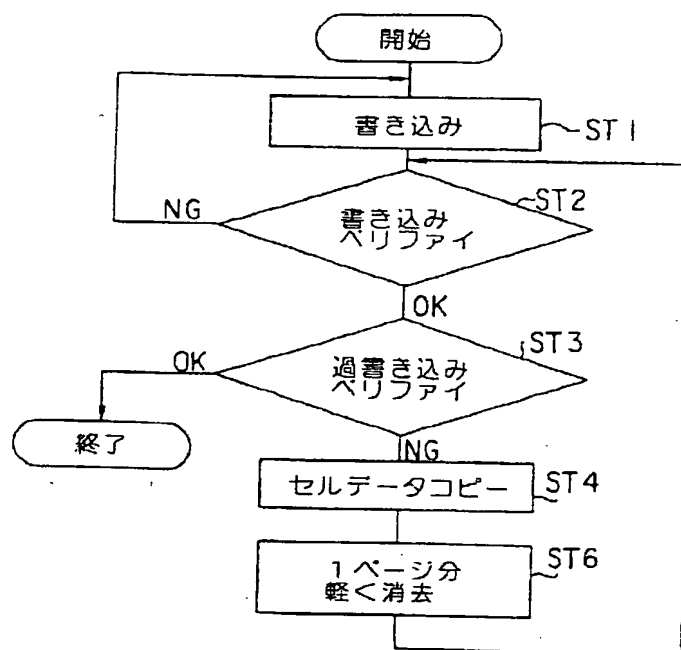 開始
書き込み
ST1
NG
ST2
書き込み
ベリファイ
OK
OK
ST3
過書き込み
ベリファイ
終了
NG
セルデータコピー
ST4
1ページ分
軽く消去
ST6